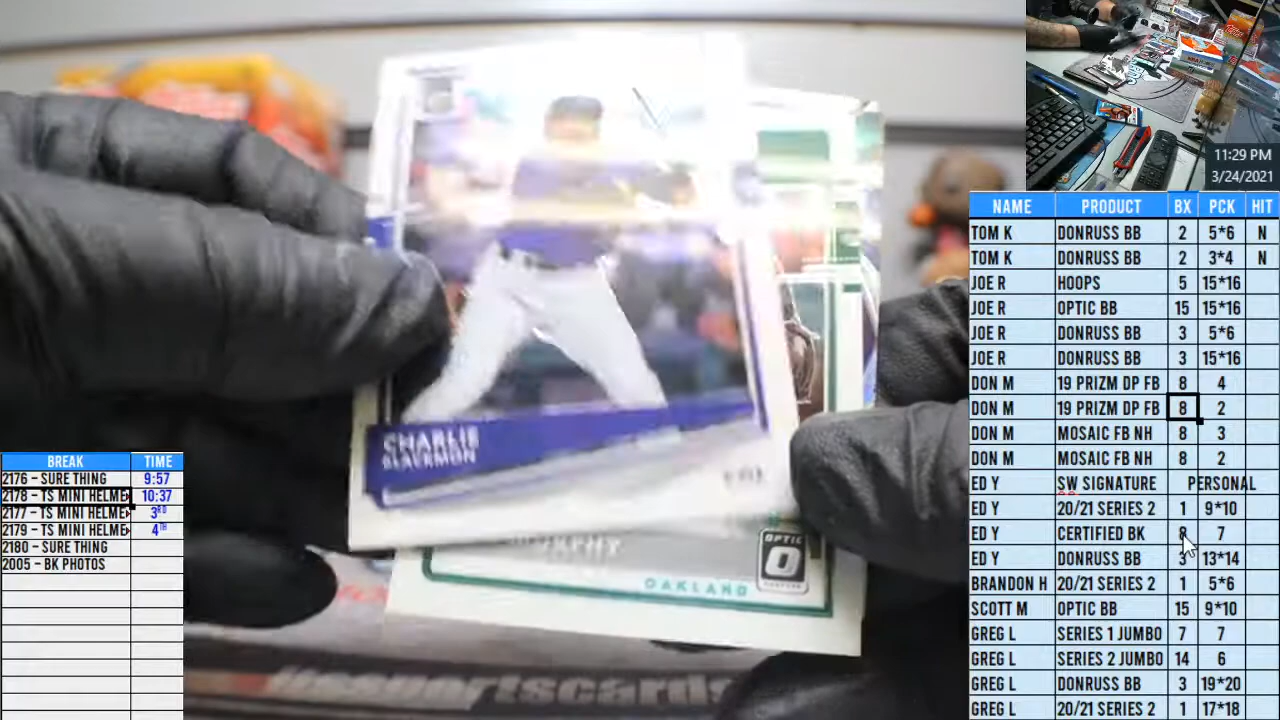 CHARLIE
BLACKMON
OAKLAND
OPTIC
11:29 PM
3/24/2021
NAME PRODUCT BX PCK HIT
TOM K DONRUSS BB 2 5*6 N
TOM K DONRUSS BB 2 3*4 N
JOE R HOOPS 5 15*16
JOE R OPTIC BB 15 15*16
JOE R DONRUSS BB 3 5*6
JOE R DONRUSS BB 3 15*16
DON M 19 PRIZM DP FB 8 4
DON M 19 PRIZM DP FB 8 2
DON M MOSAIC FB NH 8 3
DON M MOSAIC FB NH 8 2
ED Y SW SIGNATURE PERSONAL
ED Y 20/21 SERIES 2 1 9*10
ED Y CERTIFIED BK 8 7
ED Y DONRUSS BB 3 13*14
BRANDON H 20/21 SERIES 2 1 5*6
SCOTT M OPTIC BB 15 9*10
GREG L SERIES 1 JUMBO 7 7
GREG L SERIES 2 JUMBO 14 6
GREG L DONRUSS BB 3 19*20
GREG L 20/21 SERIES 2 1 17*18
BREAK TIME
2176 – SURE THING 9:57
2178 – TS MINI HELME 10:37
2177 – TS MINI HELME 3RD
2179 – TS MINI HELME 4TH
2180 – SURE THING
2005 – BK PHOTOS